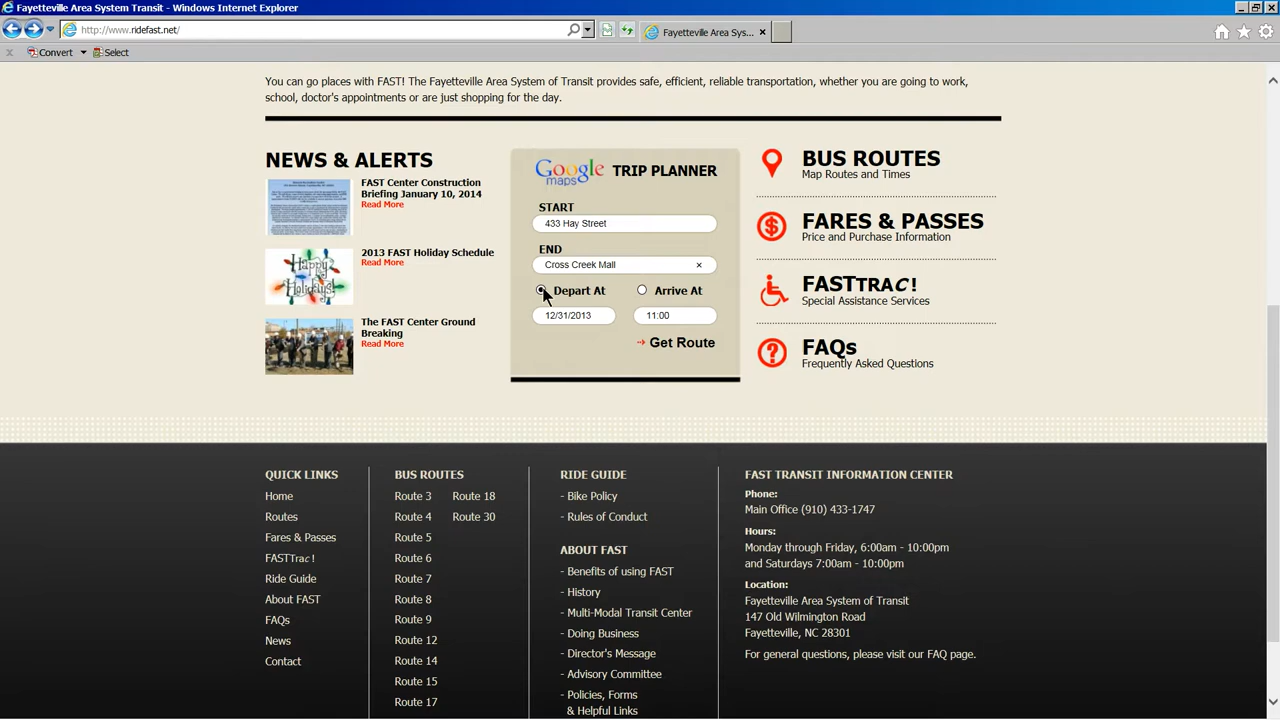 Fayetteville Area System Transit - Windows Internet Explorer
http://www.ridefast.net/
Fayetteville Area Sys...
Convert
Select
You can go places with FAST! The Fayetteville Area System of Transit provides safe, efficient, reliable transportation, whether you are going to work,
school, doctor's appointments or are just shopping for the day.
NEWS & ALERTS
FAST Center Construction
Briefing January 10, 2014
Read More
2013 FAST Holiday Schedule
Read More
Happy
Holidays!
The FAST Center Ground
Breaking
Read More
Google
maps
TRIP PLANNER
START
433 Hay Street
END
Cross Creek Mall
Depart At
Arrive At
12/31/2013
11:00
Get Route
BUS ROUTES
Map Routes and Times
FARES & PASSES
Price and Purchase Information
FASTTRAC!
Special Assistance Services
FAQs
Frequently Asked Questions
QUICK LINKS
Home
Routes
Fares & Passes
FASTTrac!
Ride Guide
About FAST
FAQs
News
Contact
BUS ROUTES
Route 3 Route 18
Route 4 Route 30
Route 5
Route 6
Route 7
Route 8
Route 9
Route 12
Route 14
Route 15
Route 17
RIDE GUIDE
- Bike Policy
- Rules of Conduct
ABOUT FAST
- Benefits of using FAST
- History
- Multi-Modal Transit Center
- Doing Business
- Director's Message
- Advisory Committee
- Policies, Forms
& Helpful Links
FAST TRANSIT INFORMATION CENTER
Phone:
Main Office (910) 433-1747
Hours:
Monday through Friday, 6:00am - 10:00pm
and Saturdays 7:00am - 10:00pm
Location:
Fayetteville Area System of Transit
147 Old Wilmington Road
Fayetteville, NC 28301
For general questions, please visit our FAQ page.